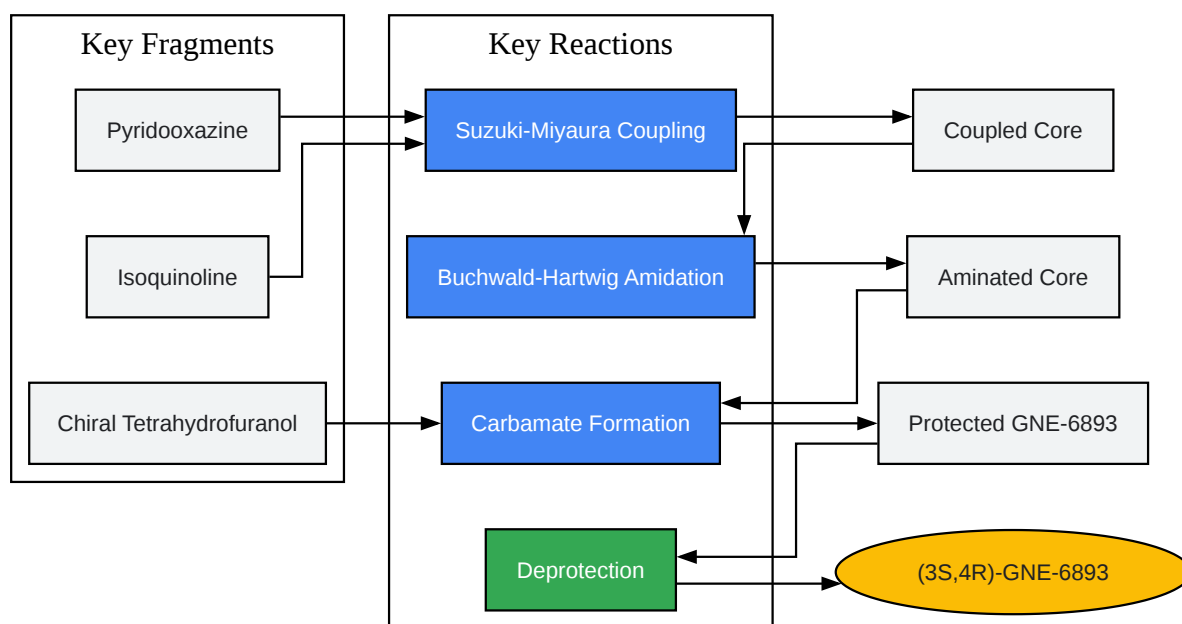 Key Fragments
Key Reactions
Pyridooxazine
Suzuki-Miyaura Coupling
Coupled Core
Isoquinoline
Buchwald-Hartwig Amidation
Aminated Core
Chiral Tetrahydrofuranol
Carbamate Formation
Protected GNE-6893
Deprotection
(3S,4R)-GNE-6893